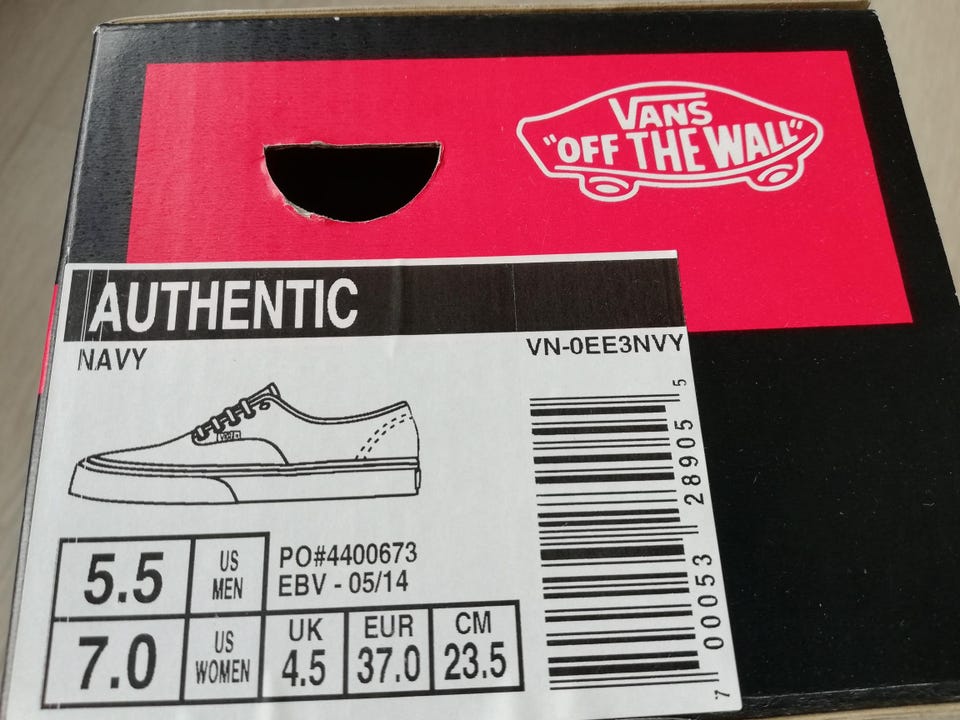 VANS
"OFF THE WALL"
AUTHENTIC
NAVY
VN-0EE3NVY
VANS
5.5
US
MEN
PO#4400673
EBV - 05/14
7.0
US
WOMEN
UK
4.5
EUR
37.0
CM
23.5
7 00053 28905 5